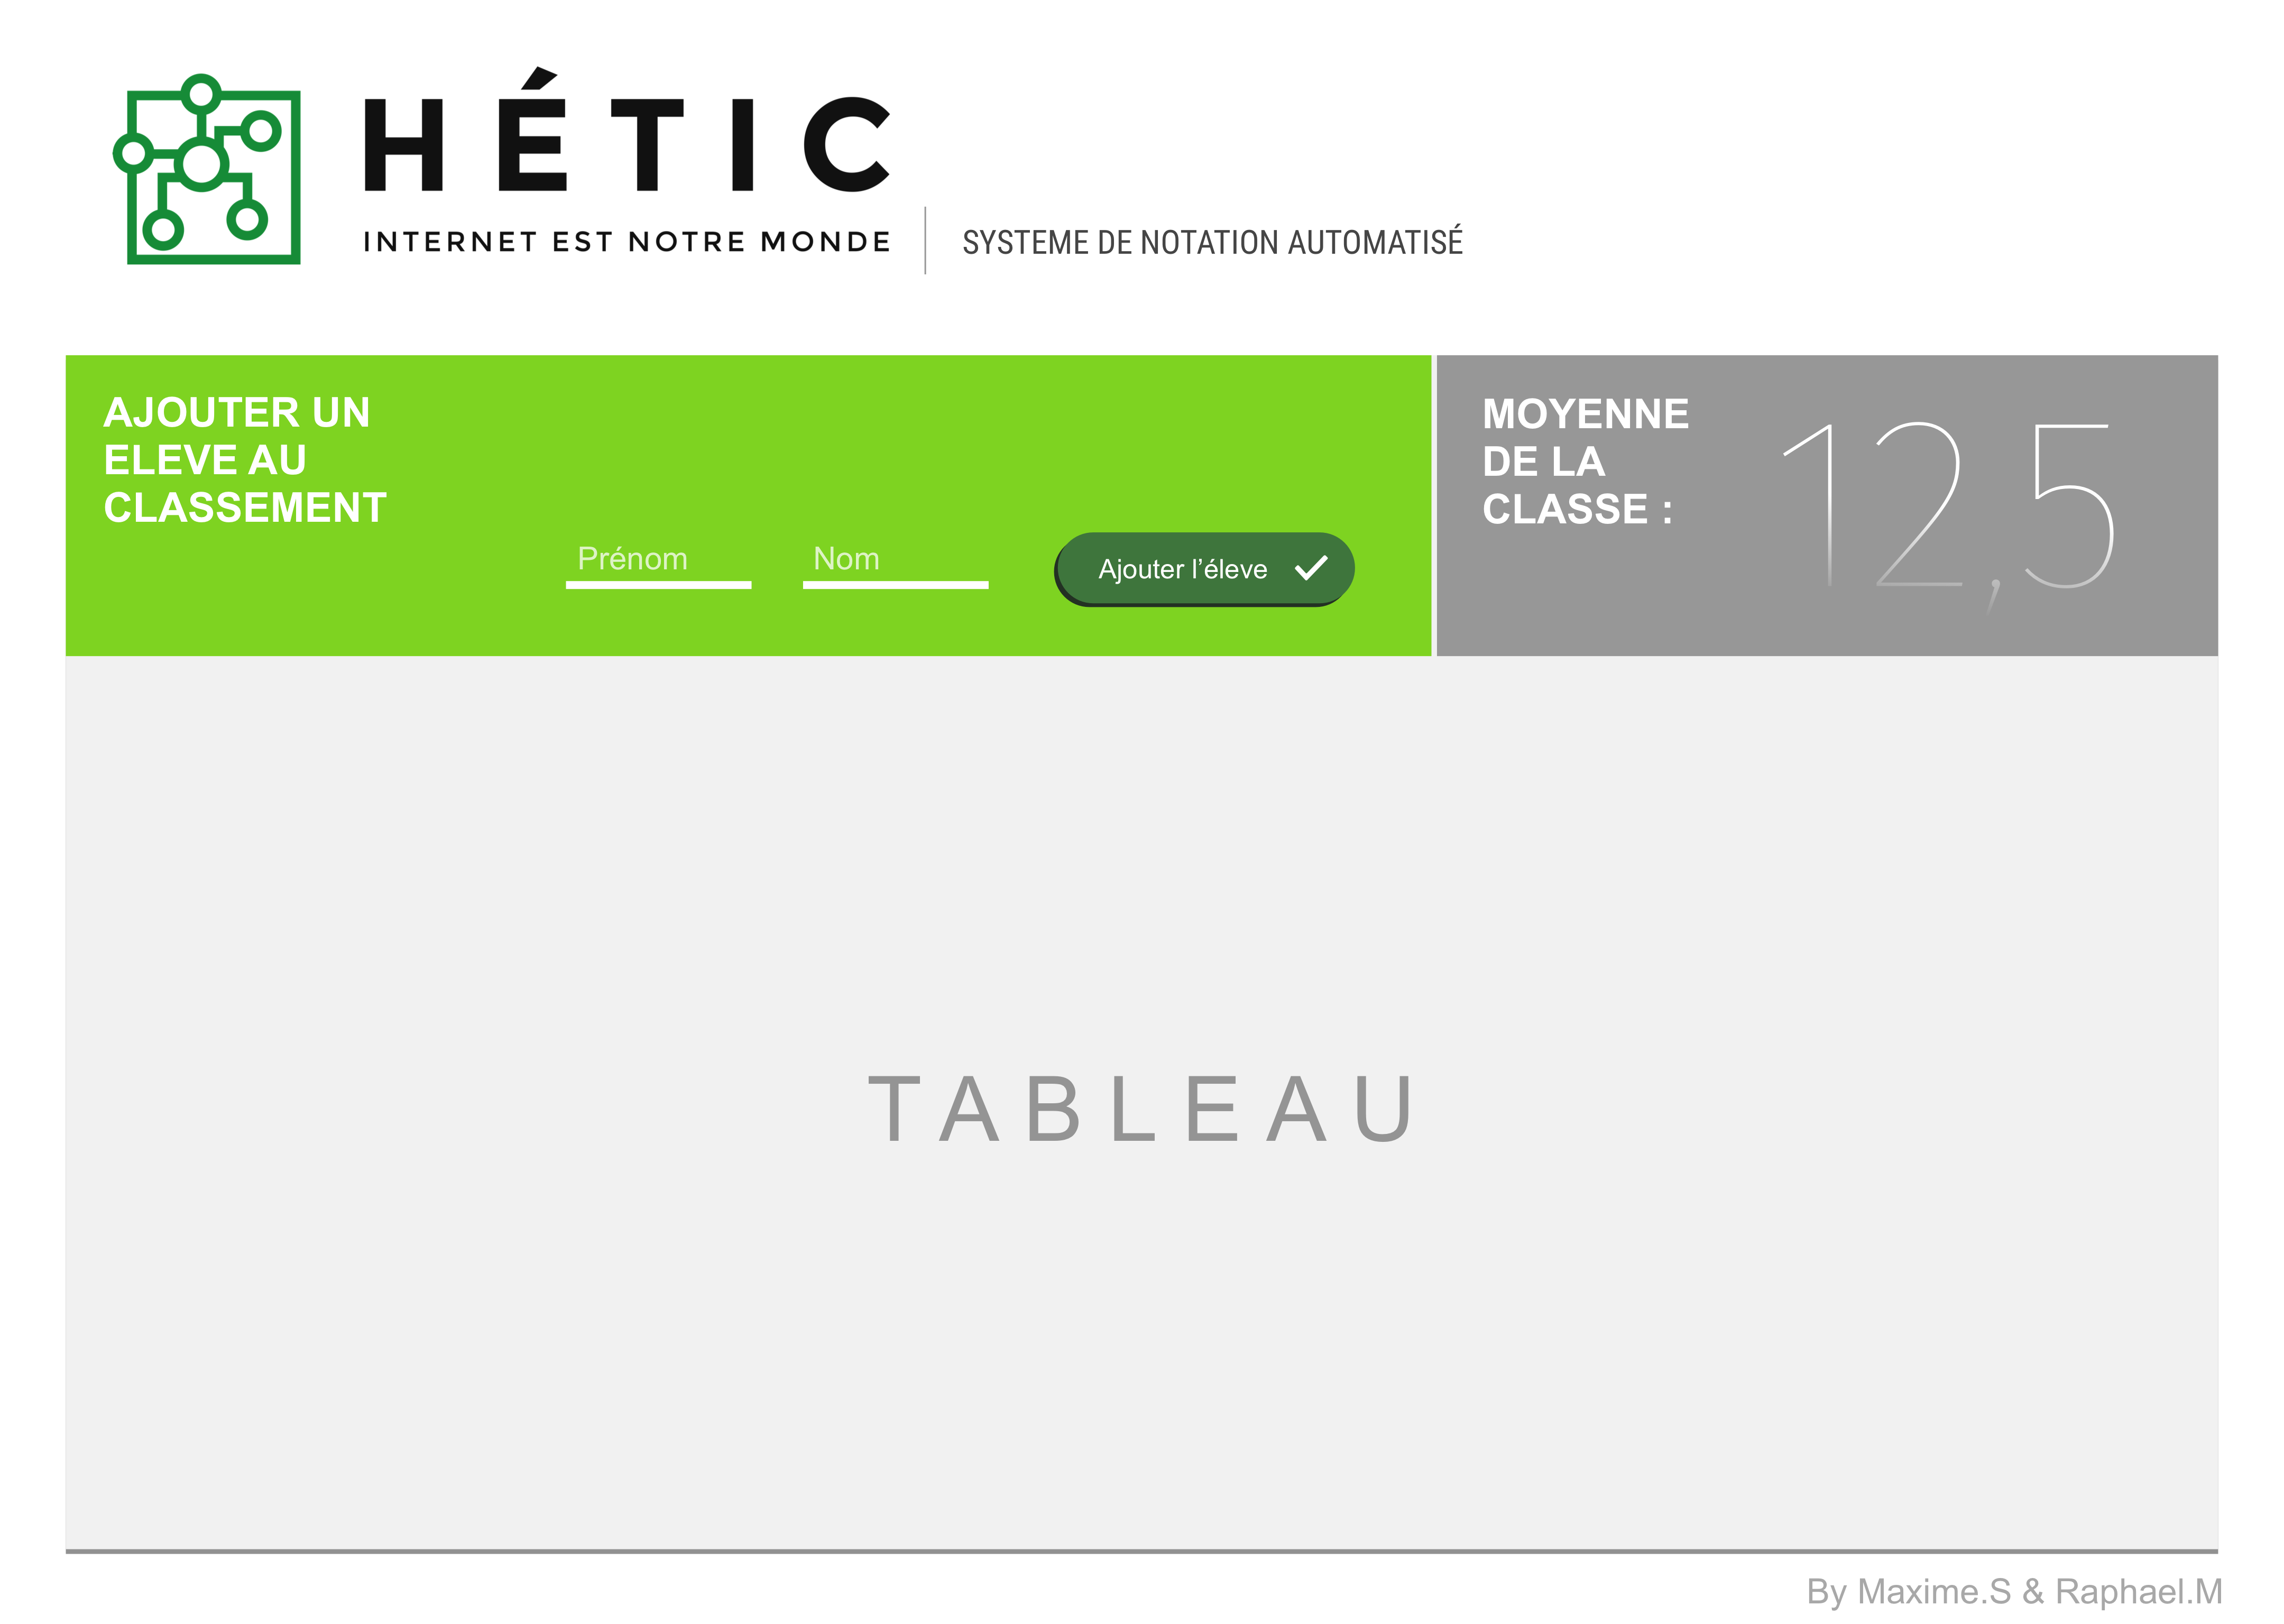 HÉTIC
INTERNET EST NOTRE MONDE
SYSTEME DE NOTATION AUTOMATISÉ
AJOUTER UN
ELEVE AU
CLASSEMENT
Prénom
Nom
Ajouter l’éleve
MOYENNE
DE LA
CLASSE :
12,5
TABLEAU
By Maxime.S & Raphael.M